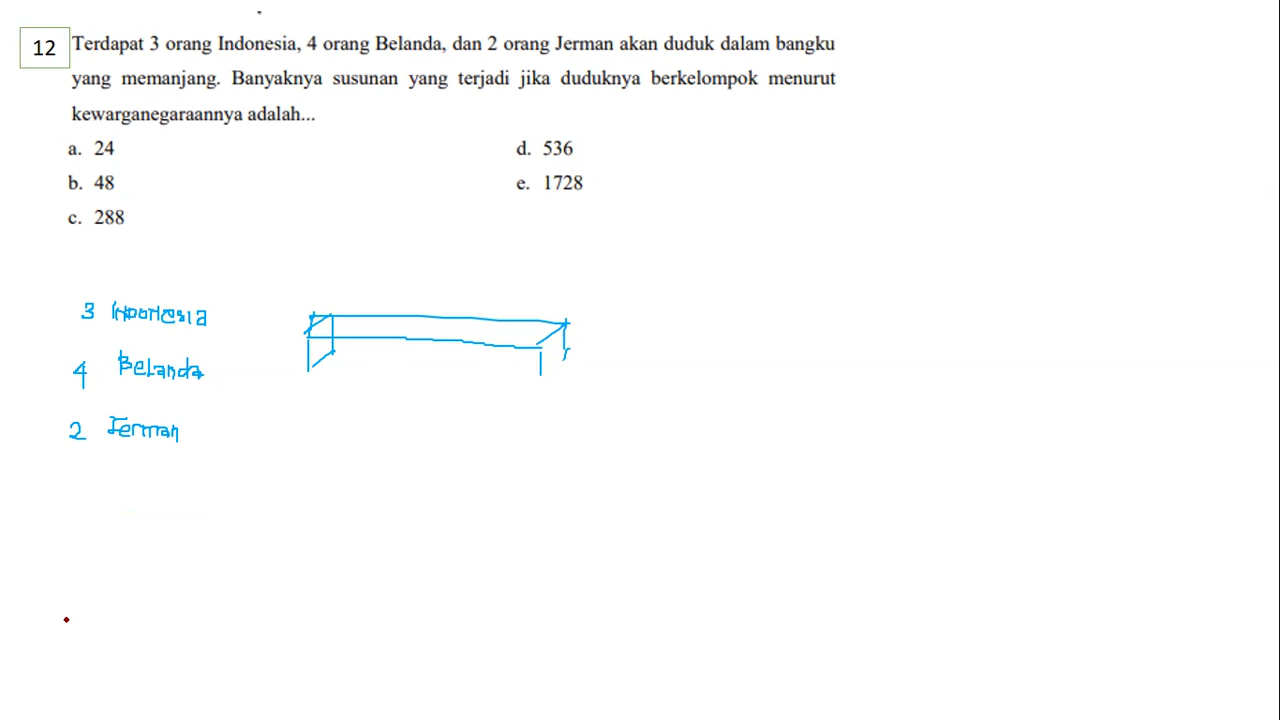 12
Terdapat 3 orang Indonesia, 4 orang Belanda, dan 2 orang Jerman akan duduk dalam bangku
yang memanjang. Banyaknya susunan yang terjadi jika duduknya berkelompok menurut
kewarganegaraannya adalah...
a. 24
b. 48
c. 288
d. 536
e. 1728
3 Indonesia
4 Belanda
2 Jerman